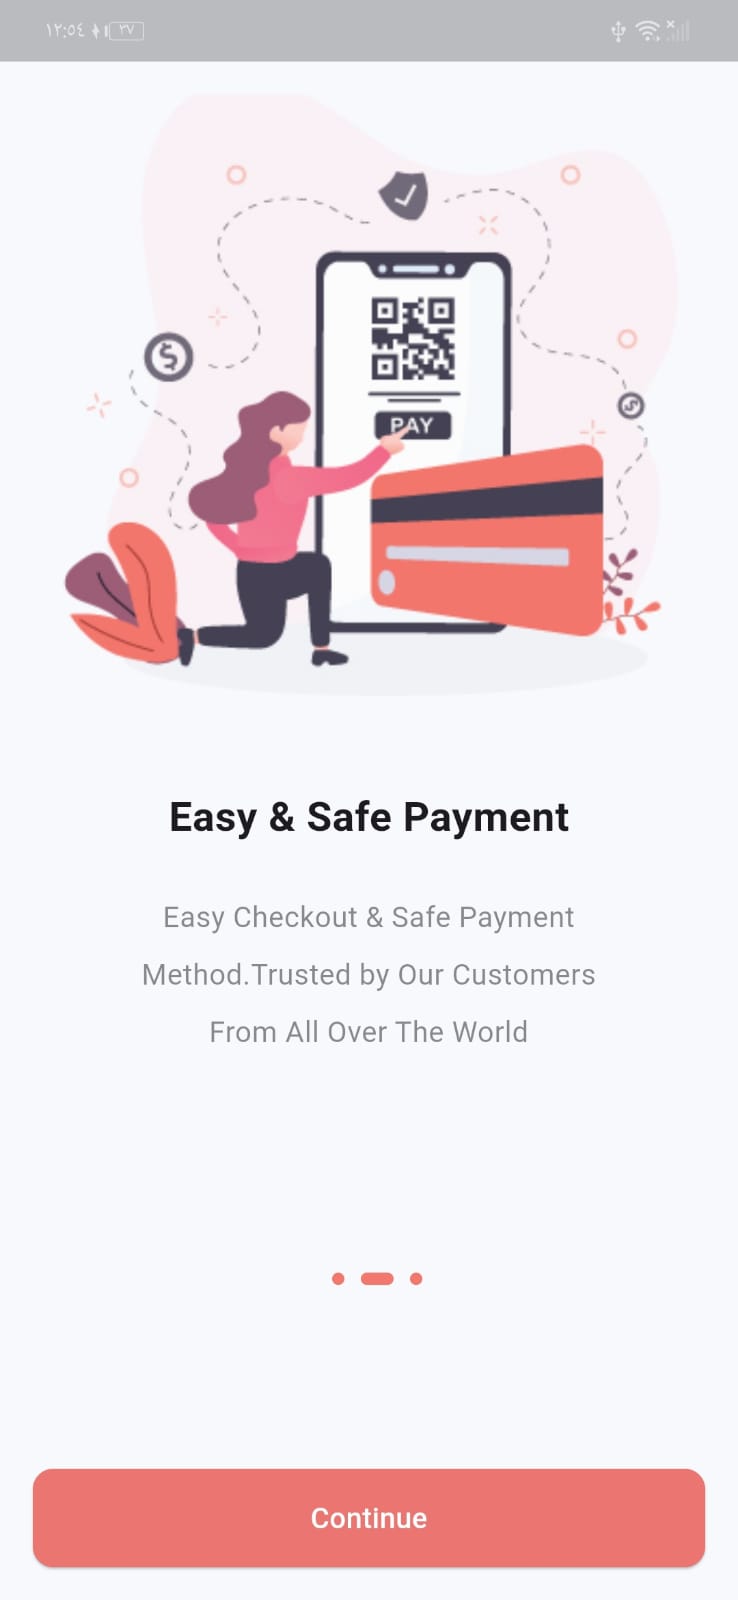 ١٢:٥٤
٣٧
PAY
Easy & Safe Payment
Easy Checkout & Safe Payment
Method.Trusted by Our Customers
From All Over The World
Continue